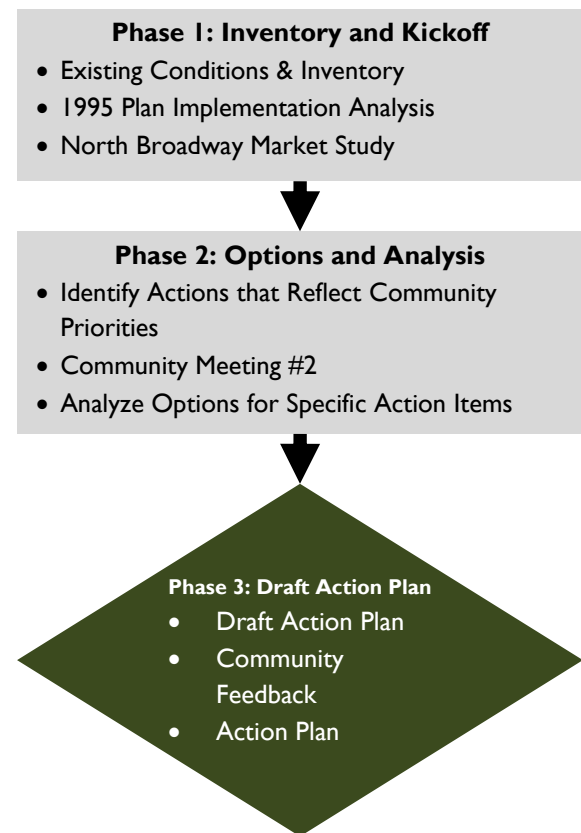 Phase 1: Inventory and Kickoff
• Existing Conditions & Inventory
• 1995 Plan Implementation Analysis
• North Broadway Market Study
Phase 2: Options and Analysis
• Identify Actions that Reflect Community
Priorities
• Community Meeting #2
• Analyze Options for Specific Action Items
Phase 3: Draft Action Plan
• Draft Action Plan
• Community
Feedback
• Action Plan